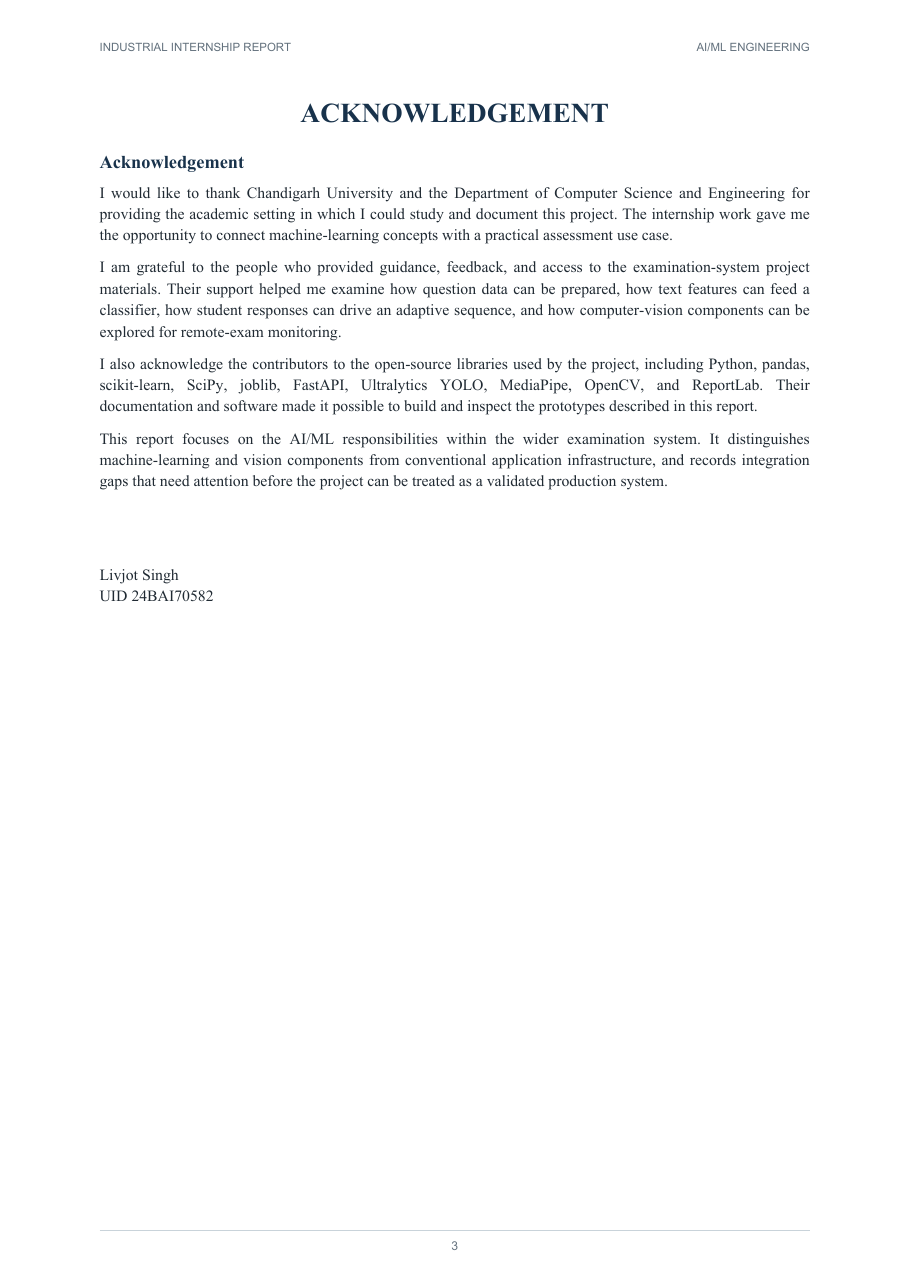 INDUSTRIAL INTERNSHIP REPORT
AI/ML ENGINEERING
ACKNOWLEDGEMENT
Acknowledgement
I would like to thank Chandigarh University and the Department of Computer Science and Engineering for
providing the academic setting in which I could study and document this project. The internship work gave me
the opportunity to connect machine-learning concepts with a practical assessment use case.
I am grateful to the people who provided guidance, feedback, and access to the examination-system project
materials. Their support helped me examine how question data can be prepared, how text features can feed a
classifier, how student responses can drive an adaptive sequence, and how computer-vision components can be
explored for remote-exam monitoring.
I also acknowledge the contributors to the open-source libraries used by the project, including Python, pandas,
scikit-learn, SciPy, joblib, FastAPI, Ultralytics YOLO, MediaPipe, OpenCV, and ReportLab. Their
documentation and software made it possible to build and inspect the prototypes described in this report.
This report focuses on the AI/ML responsibilities within the wider examination system. It distinguishes
machine-learning and vision components from conventional application infrastructure, and records integration
gaps that need attention before the project can be treated as a validated production system.
Livjot Singh
UID 24BAI70582
3